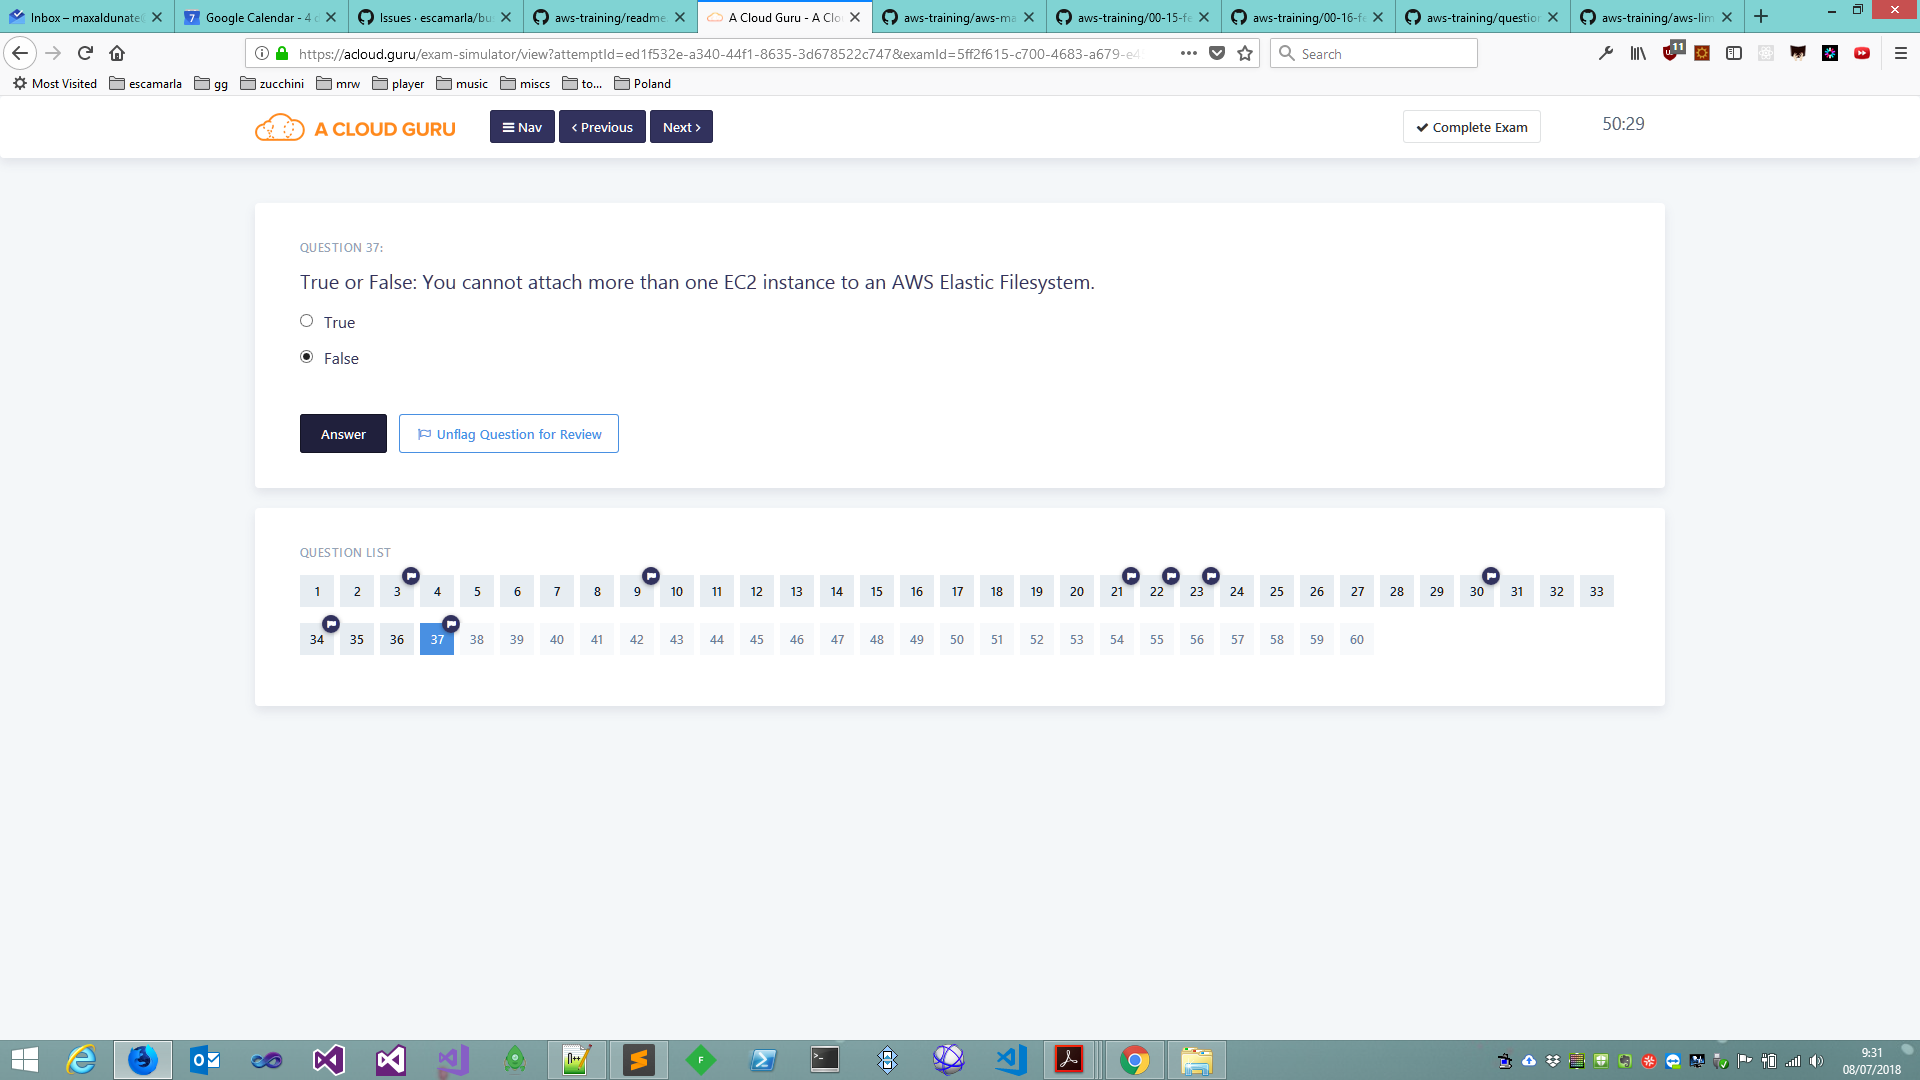 Inbox – maxaldunate
Google Calendar - 4 d
Issues · escamarla/bu
aws-training/readme
A Cloud Guru - A Clo
aws-training/aws-ma
aws-training/00-15-fe
aws-training/00-16-fe
aws-training/question
aws-training/aws-lim
https://acloud.guru/exam-simulator/view?attemptId=ed1f532e-a340-44f1-8635-3d678522c747&examId=5ff2f615-c700-4683-a679-e4
Search
11
Most Visited escamarla gg zucchini mrw player music miscs to... Poland
A CLOUD GURU
Nav
Previous
Next
Complete Exam
50:29
QUESTION 37:
True or False: You cannot attach more than one EC2 instance to an AWS Elastic Filesystem.
True
False
Answer
Unflag Question for Review
QUESTION LIST
1 2 3 4 5 6 7 8 9 10 11 12 13 14 15 16 17 18 19 20 21 22 23 24 25 26 27 28 29 30 31 32 33
34 35 36 37 38 39 40 41 42 43 44 45 46 47 48 49 50 51 52 53 54 55 56 57 58 59 60
9:31
08/07/2018